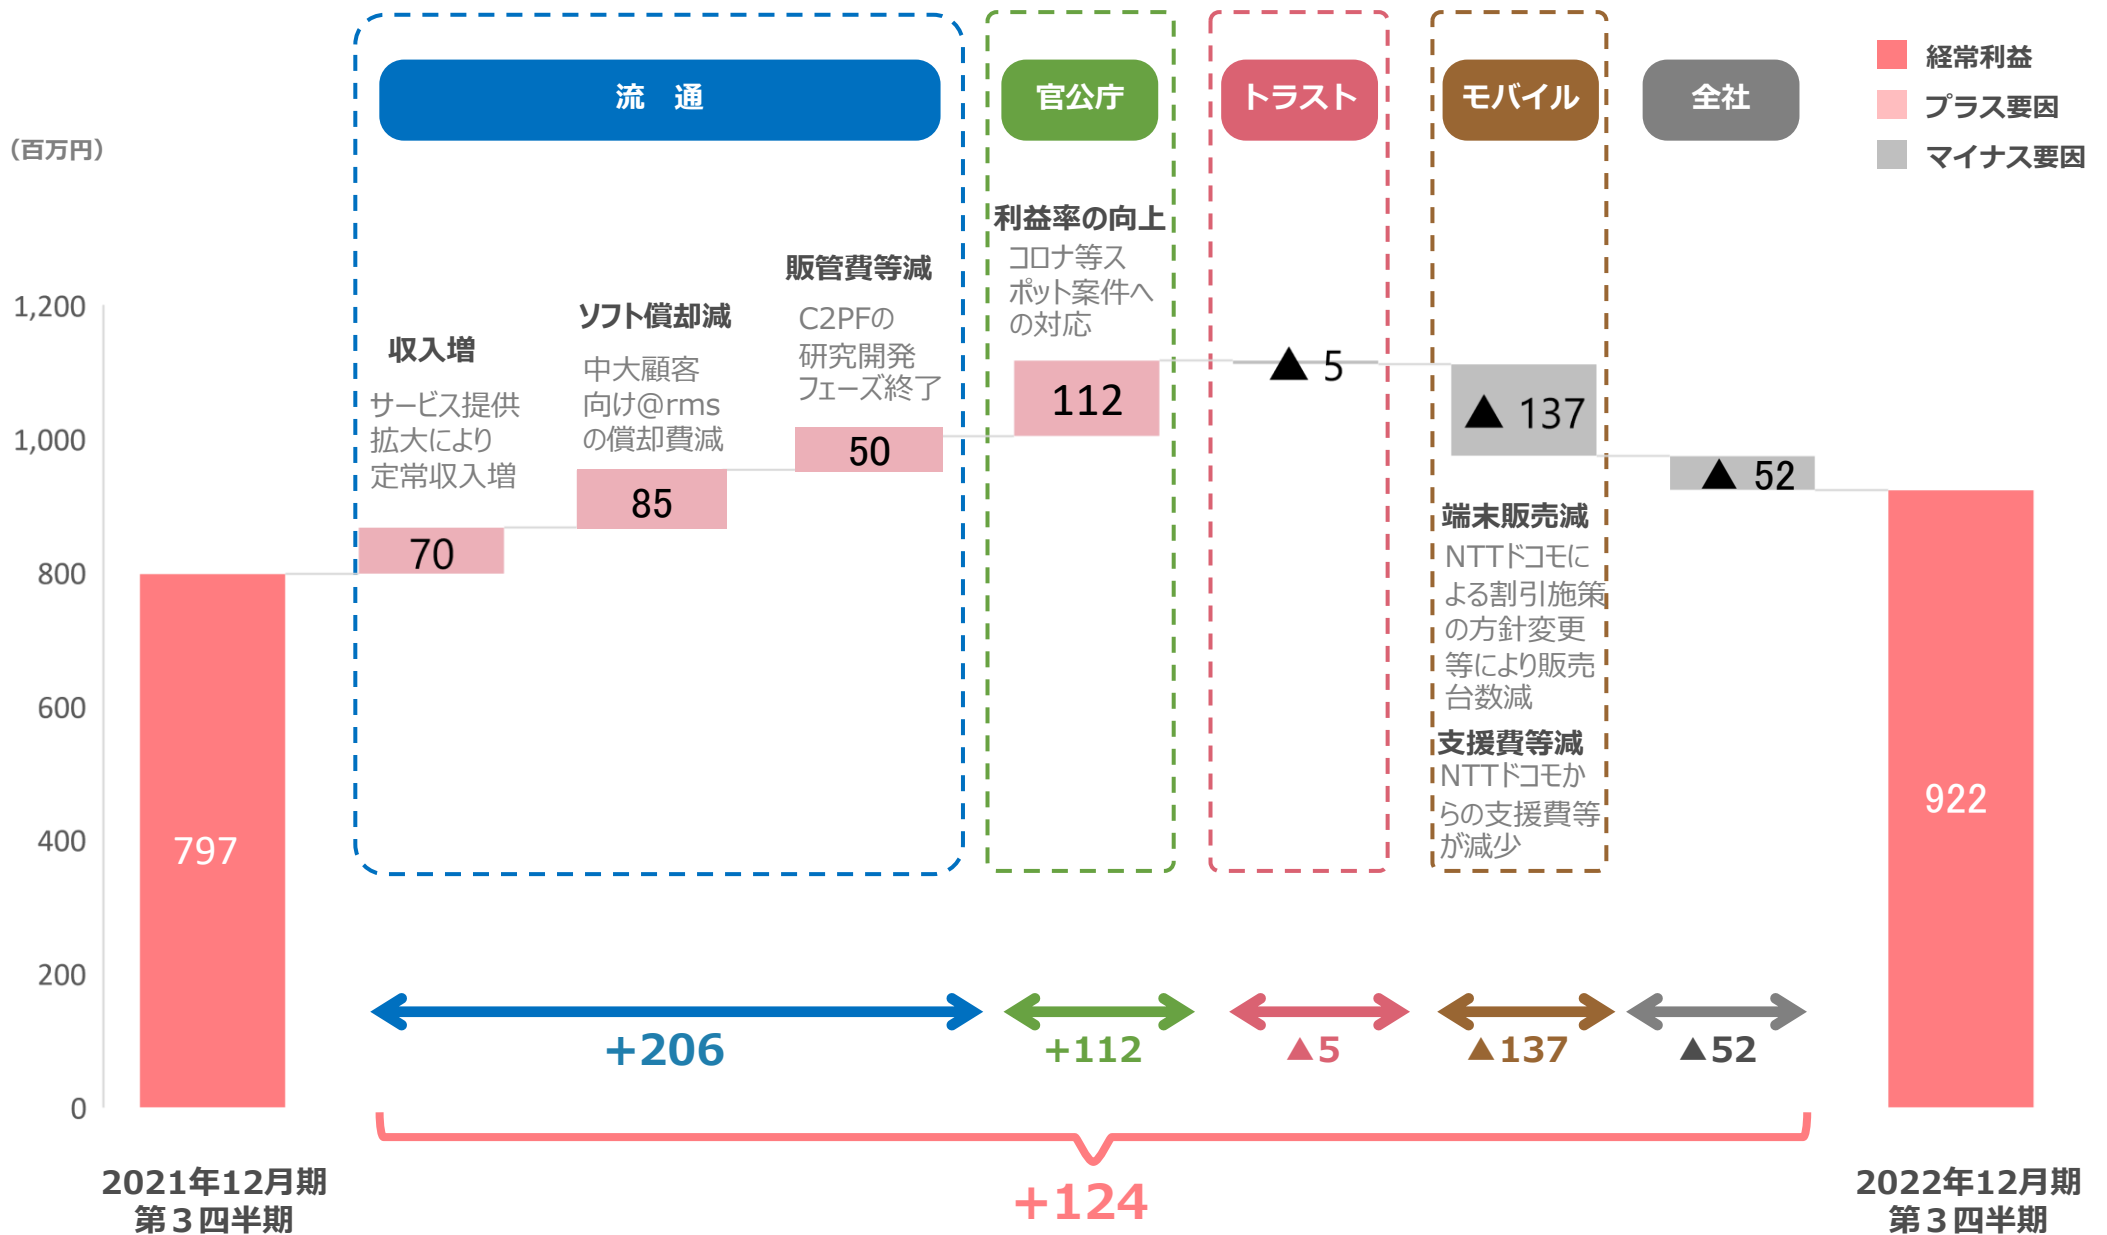 流　通
官公庁
トラスト
モバイル
全社
経常利益
プラス要因
マイナス要因
（百万円）
1,200
1,000
800
600
400
200
0
797
収入増
サービス提供
拡大により
定常収入増
70
ソフト償却減
中大顧客
向け@rms
の償却費減
85
販管費等減
C2PFの
研究開発
フェーズ終了
50
利益率の向上
コロナ等ス
ポット案件へ
の対応
112
▲ 5
▲ 137
端末販売減
NTTドコモに
よる割引施策
の方針変更
等により販売
台数減
支援費等減
NTTドコモか
らの支援費等
が減少
▲ 52
922
+206
+112
▲5
▲137
▲52
+124
2021年12月期
第３四半期
2022年12月期
第３四半期